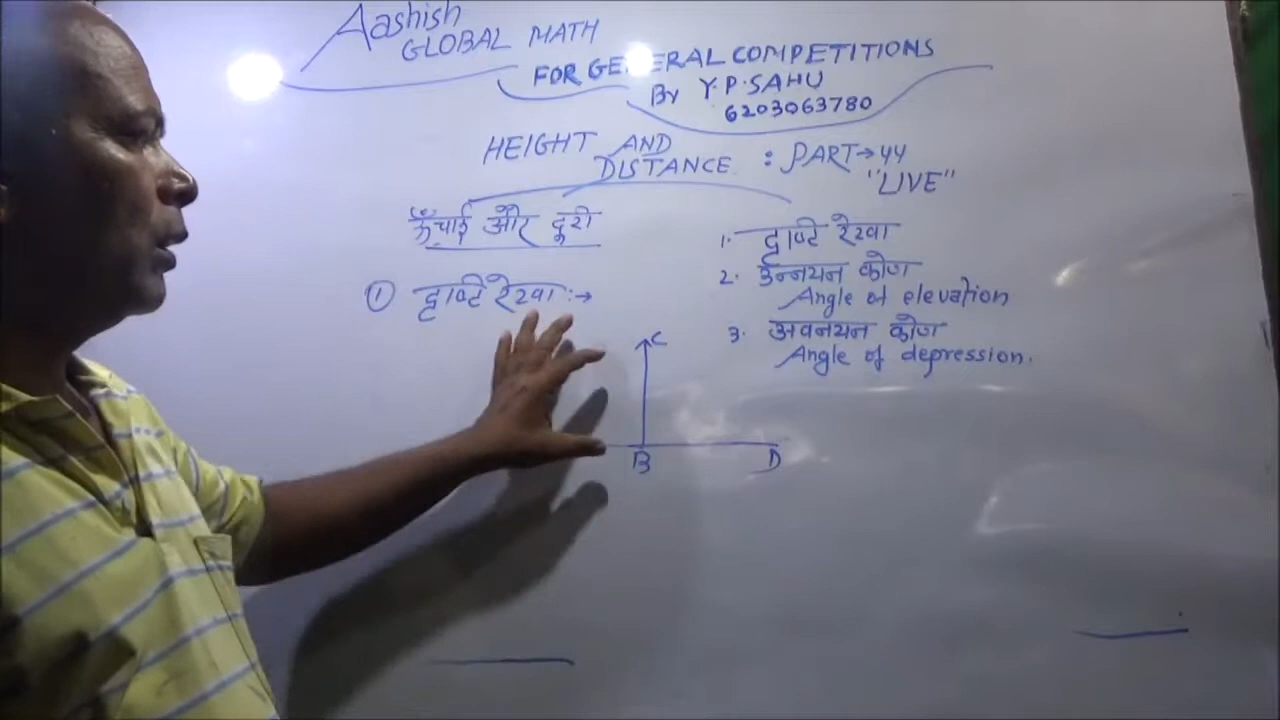 Aashish
GLOBAL MATH
FOR GENERAL COMPETITIONS
By Y.P.SAHU
6203063780
HEIGHT AND
DISTANCE : PART→44
"LIVE"
ऊँचाई और दूरी
① दृष्टि रेखा :→
1. दृष्टि रेखा
2. उन्नयन कोण
Angle of elevation
3. अवनयन कोण
Angle of depression.
C
B
D